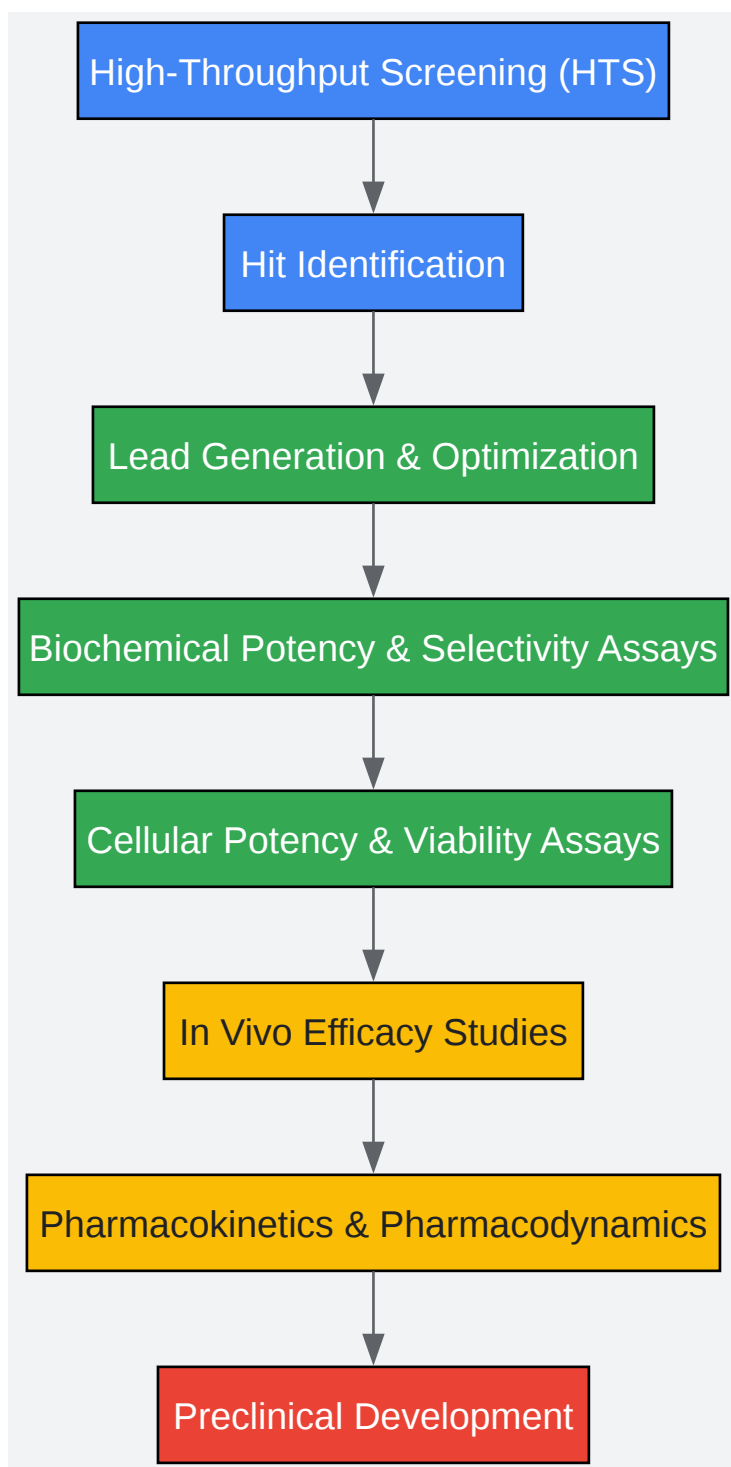 High-Throughput Screening (HTS)
Hit Identification
Lead Generation & Optimization
Biochemical Potency & Selectivity Assays
Cellular Potency & Viability Assays
In Vivo Efficacy Studies
Pharmacokinetics & Pharmacodynamics
Preclinical Development